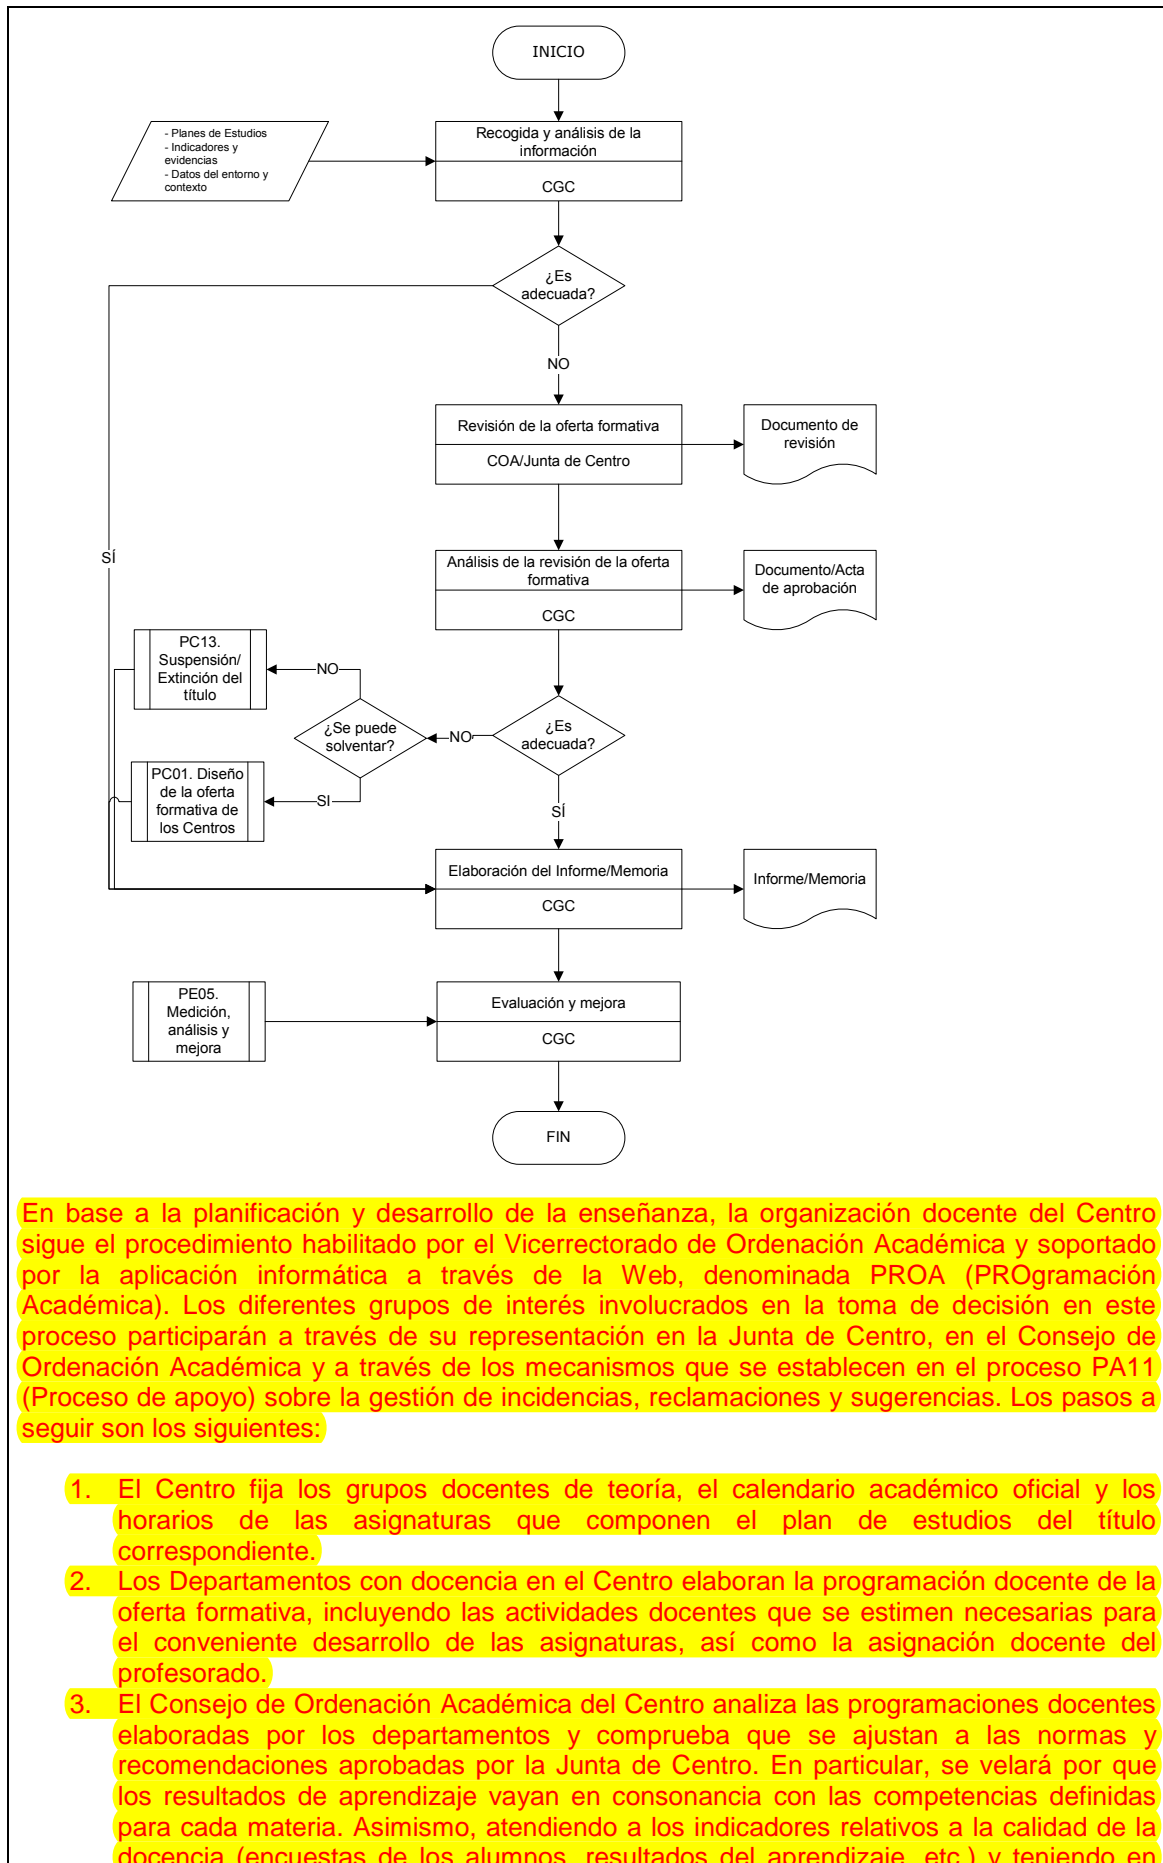 INICIO
- Planes de Estudios
- Indicadores y
evidencias
- Datos del entorno y
contexto
Recogida y análisis de la
información
CGC
¿Es
adecuada?
NO
Revisión de la oferta formativa
COA/Junta de Centro
Documento de
revisión
SÍ
Análisis de la revisión de la oferta
formativa
CGC
Documento/Acta
de aprobación
PC13.
Suspensión/
Extinción del
título
NO
¿Se puede
solventar?
NO
¿Es
adecuada?
PC01. Diseño
de la oferta
formativa de
los Centros
SI
SÍ
Elaboración del Informe/Memoria
CGC
Informe/Memoria
PE05.
Medición,
análisis y
mejora
Evaluación y mejora
CGC
FIN
En base a la planificación y desarrollo de la enseñanza, la organización docente del Centro
sigue el procedimiento habilitado por el Vicerrectorado de Ordenación Académica y soportado
por la aplicación informática a través de la Web, denominada PROA (PROgramación
Académica). Los diferentes grupos de interés involucrados en la toma de decisión en este
proceso participarán a través de su representación en la Junta de Centro, en el Consejo de
Ordenación Académica y a través de los mecanismos que se establecen en el proceso PA11
(Proceso de apoyo) sobre la gestión de incidencias, reclamaciones y sugerencias. Los pasos a
seguir son los siguientes:
1. El Centro fija los grupos docentes de teoría, el calendario académico oficial y los
horarios de las asignaturas que componen el plan de estudios del título
correspondiente.
2. Los Departamentos con docencia en el Centro elaboran la programación docente de la
oferta formativa, incluyendo las actividades docentes que se estimen necesarias para
el conveniente desarrollo de las asignaturas, así como la asignación docente del
profesorado.
3. El Consejo de Ordenación Académica del Centro analiza las programaciones docentes
elaboradas por los departamentos y comprueba que se ajustan a las normas y
recomendaciones aprobadas por la Junta de Centro. En particular, se velará por que
los resultados de aprendizaje vayan en consonancia con las competencias definidas
para cada materia. Asimismo, atendiendo a los indicadores relativos a la calidad de la
docencia (encuestas de los alumnos, resultados del aprendizaje, etc.) y teniendo en